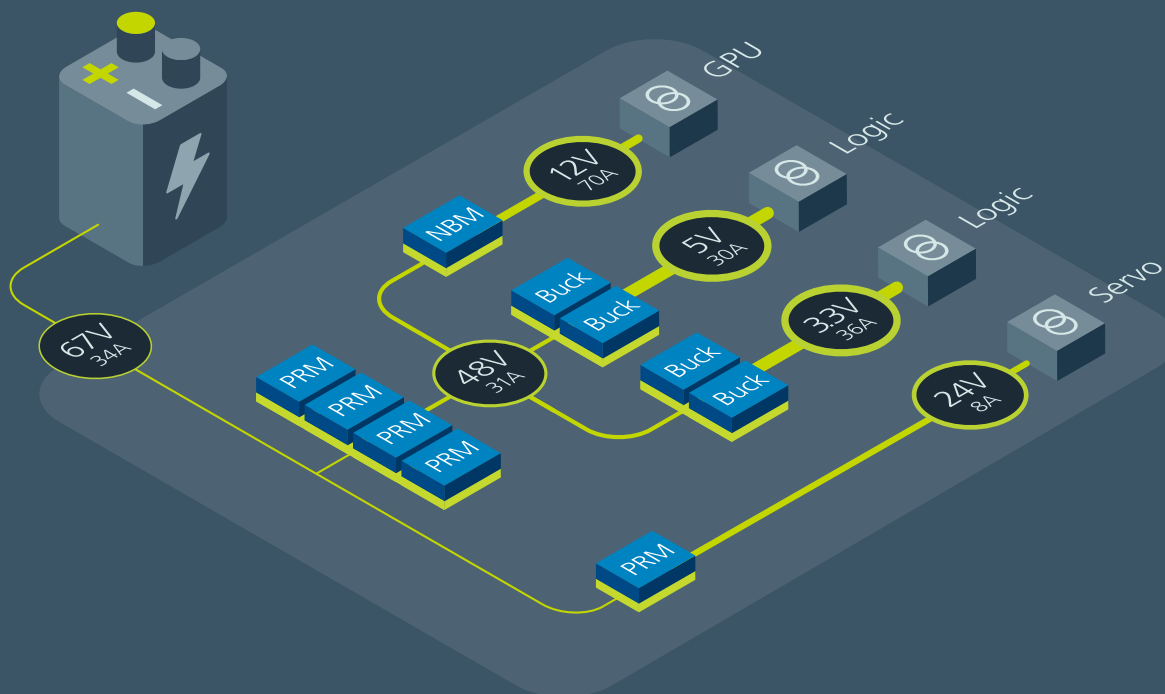 GPU
12V
70A
Logic
NBM
5V
30A
Logic
Buck
Buck
3.3V
36A
Servo
67V
34A
48V
31A
Buck
Buck
24V
8A
PRM
PRM
PRM
PRM
PRM